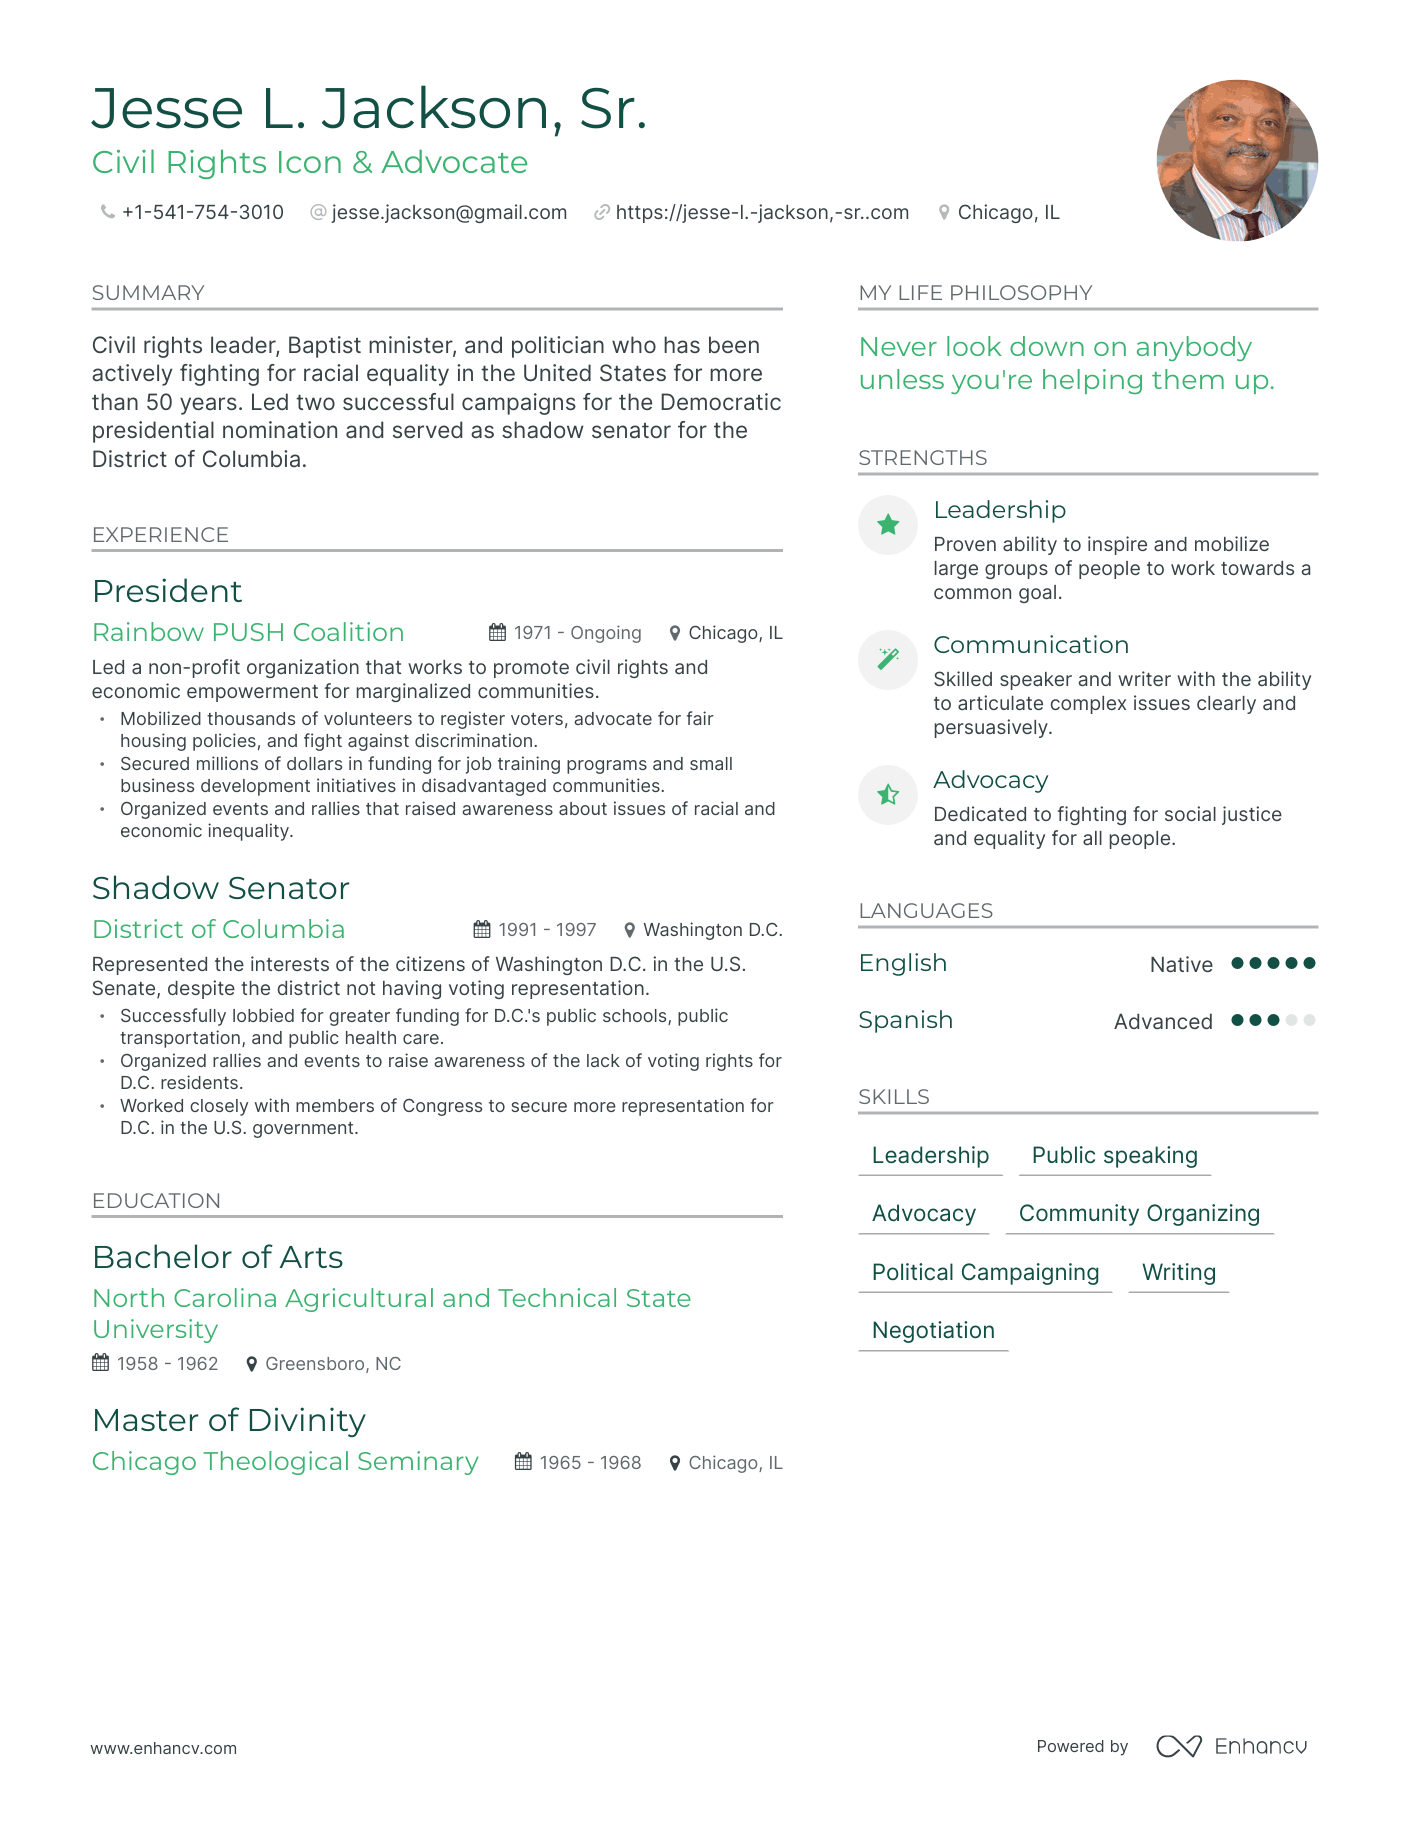 Jesse L. Jackson, Sr.
Civil Rights Icon & Advocate
+1-541-754-3010 @ jesse.jackson@gmail.com https://jesse-l.-jackson,-sr..com Chicago, IL
SUMMARY
Civil rights leader, Baptist minister, and politician who has been
actively fighting for racial equality in the United States for more
than 50 years. Led two successful campaigns for the Democratic
presidential nomination and served as shadow senator for the
District of Columbia.
EXPERIENCE
President
Rainbow PUSH Coalition 1971 - Ongoing Chicago, IL
Led a non-profit organization that works to promote civil rights and
economic empowerment for marginalized communities.
• Mobilized thousands of volunteers to register voters, advocate for fair
housing policies, and fight against discrimination.
• Secured millions of dollars in funding for job training programs and small
business development initiatives in disadvantaged communities.
• Organized events and rallies that raised awareness about issues of racial and
economic inequality.
Shadow Senator
District of Columbia 1991 - 1997 Washington D.C.
Represented the interests of the citizens of Washington D.C. in the U.S.
Senate, despite the district not having voting representation.
• Successfully lobbied for greater funding for D.C.'s public schools, public
transportation, and public health care.
• Organized rallies and events to raise awareness of the lack of voting rights for
D.C. residents.
• Worked closely with members of Congress to secure more representation for
D.C. in the U.S. government.
EDUCATION
Bachelor of Arts
North Carolina Agricultural and Technical State
University
1958 - 1962 Greensboro, NC
Master of Divinity
Chicago Theological Seminary 1965 - 1968 Chicago, IL
MY LIFE PHILOSOPHY
Never look down on anybody
unless you're helping them up.
STRENGTHS
Leadership
Proven ability to inspire and mobilize
large groups of people to work towards a
common goal.
Communication
Skilled speaker and writer with the ability
to articulate complex issues clearly and
persuasively.
Advocacy
Dedicated to fighting for social justice
and equality for all people.
LANGUAGES
English Native
Spanish Advanced
SKILLS
Leadership Public speaking
Advocacy Community Organizing
Political Campaigning Writing
Negotiation
www.enhancv.com
Powered by Enhancv